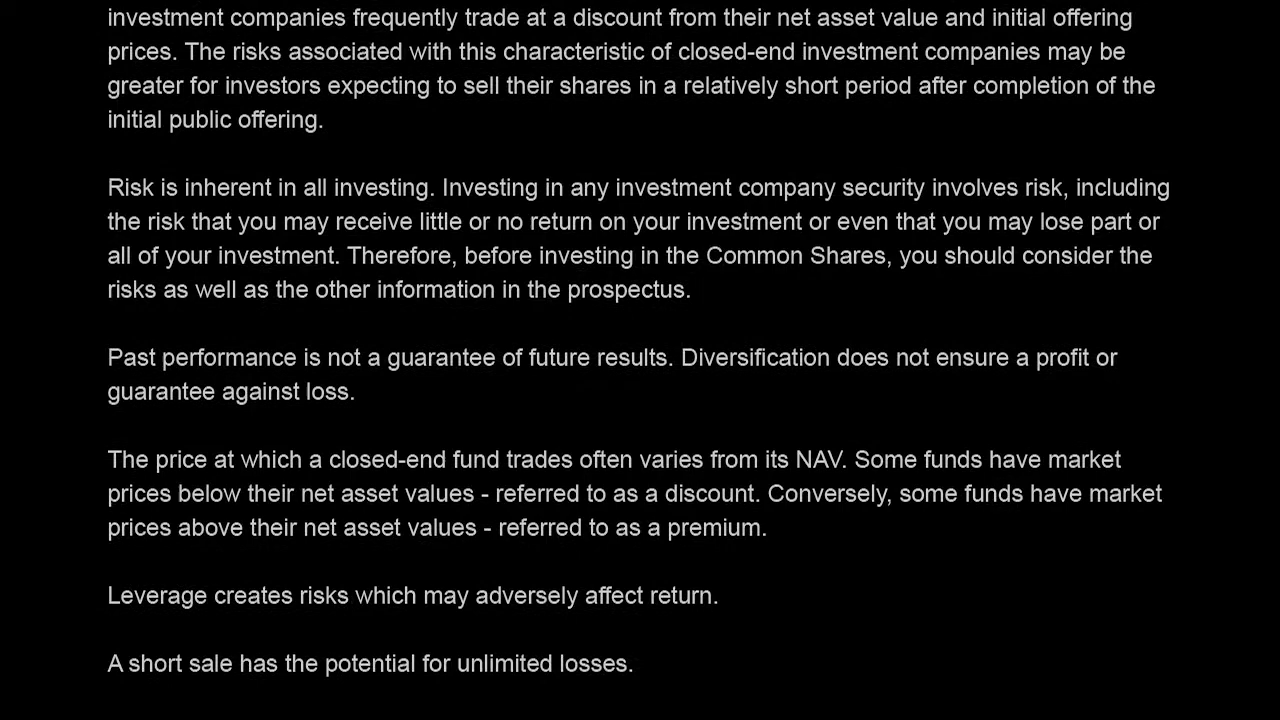 investment companies frequently trade at a discount from their net asset value and initial offering
prices. The risks associated with this characteristic of closed-end investment companies may be
greater for investors expecting to sell their shares in a relatively short period after completion of the
initial public offering.
Risk is inherent in all investing. Investing in any investment company security involves risk, including
the risk that you may receive little or no return on your investment or even that you may lose part or
all of your investment. Therefore, before investing in the Common Shares, you should consider the
risks as well as the other information in the prospectus.
Past performance is not a guarantee of future results. Diversification does not ensure a profit or
guarantee against loss.
The price at which a closed-end fund trades often varies from its NAV. Some funds have market
prices below their net asset values - referred to as a discount. Conversely, some funds have market
prices above their net asset values - referred to as a premium.
Leverage creates risks which may adversely affect return.
A short sale has the potential for unlimited losses.